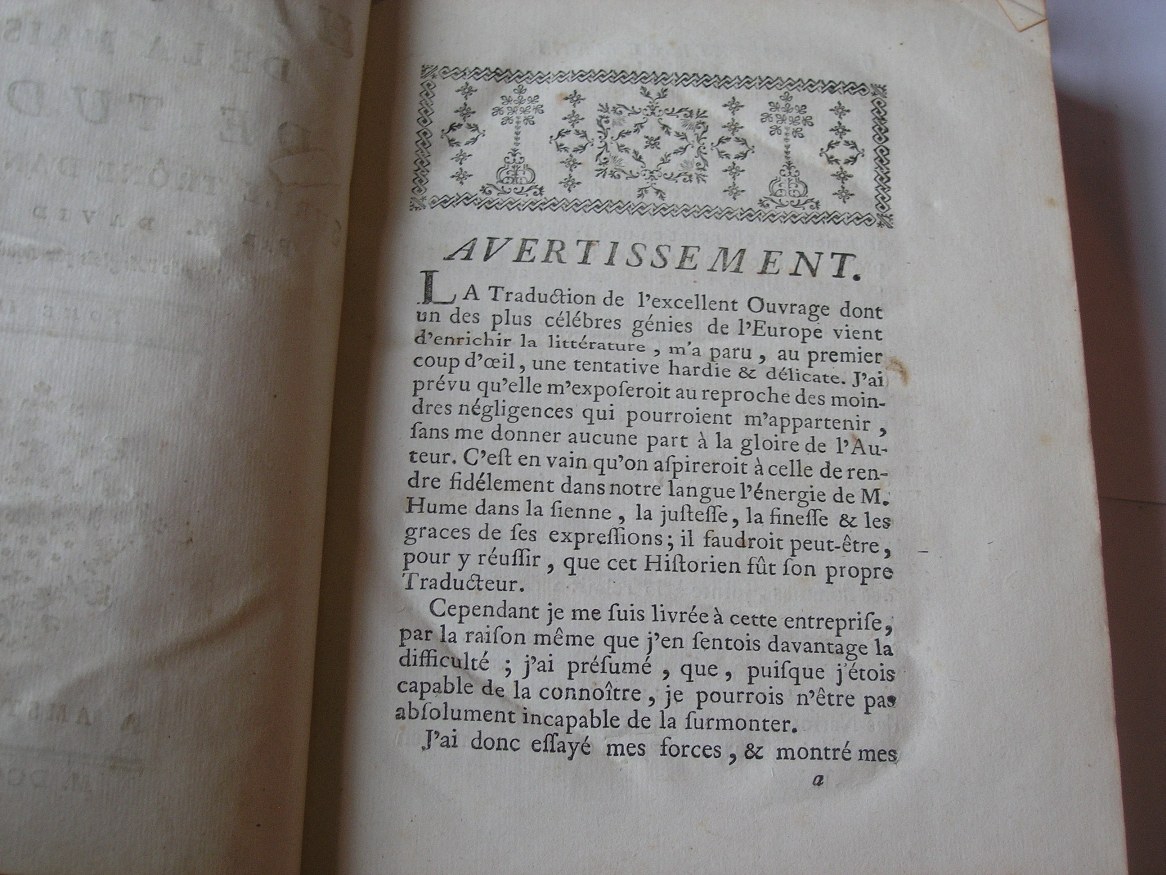 AVERTISSEMENT.
LA Traduction de l'excellent Ouvrage dont
un des plus célébres génies de l'Europe vient
d'enrichir la littérature, m'a paru, au premier
coup d'œil, une tentative hardie & délicate. J'ai
prévu qu'elle m'expoſeroit au reproche des moin-
dres négligences qui pourroient m'appartenir,
ſans me donner aucune part à la gloire de l'Au-
teur. C'eſt en vain qu'on aſpireroit à celle de ren-
dre fidélement dans notre langue l'énergie de M.
Hume dans la ſienne, la juſteſſe, la fineſſe & les
graces de ſes expreſſions; il faudroit peut-être,
pour y réuſſir, que cet Hiſtorien fût ſon propre
Traducteur.
Cependant je me ſuis livrée à cette entrepriſe,
par la raiſon même que j'en ſentois davantage la
difficulté; j'ai préſumé, que, puiſque j'étois
capable de la connoître, je pourrois n'être pas
abſolument incapable de la ſurmonter.
J'ai donc eſſayé mes forces, & montré mes
a